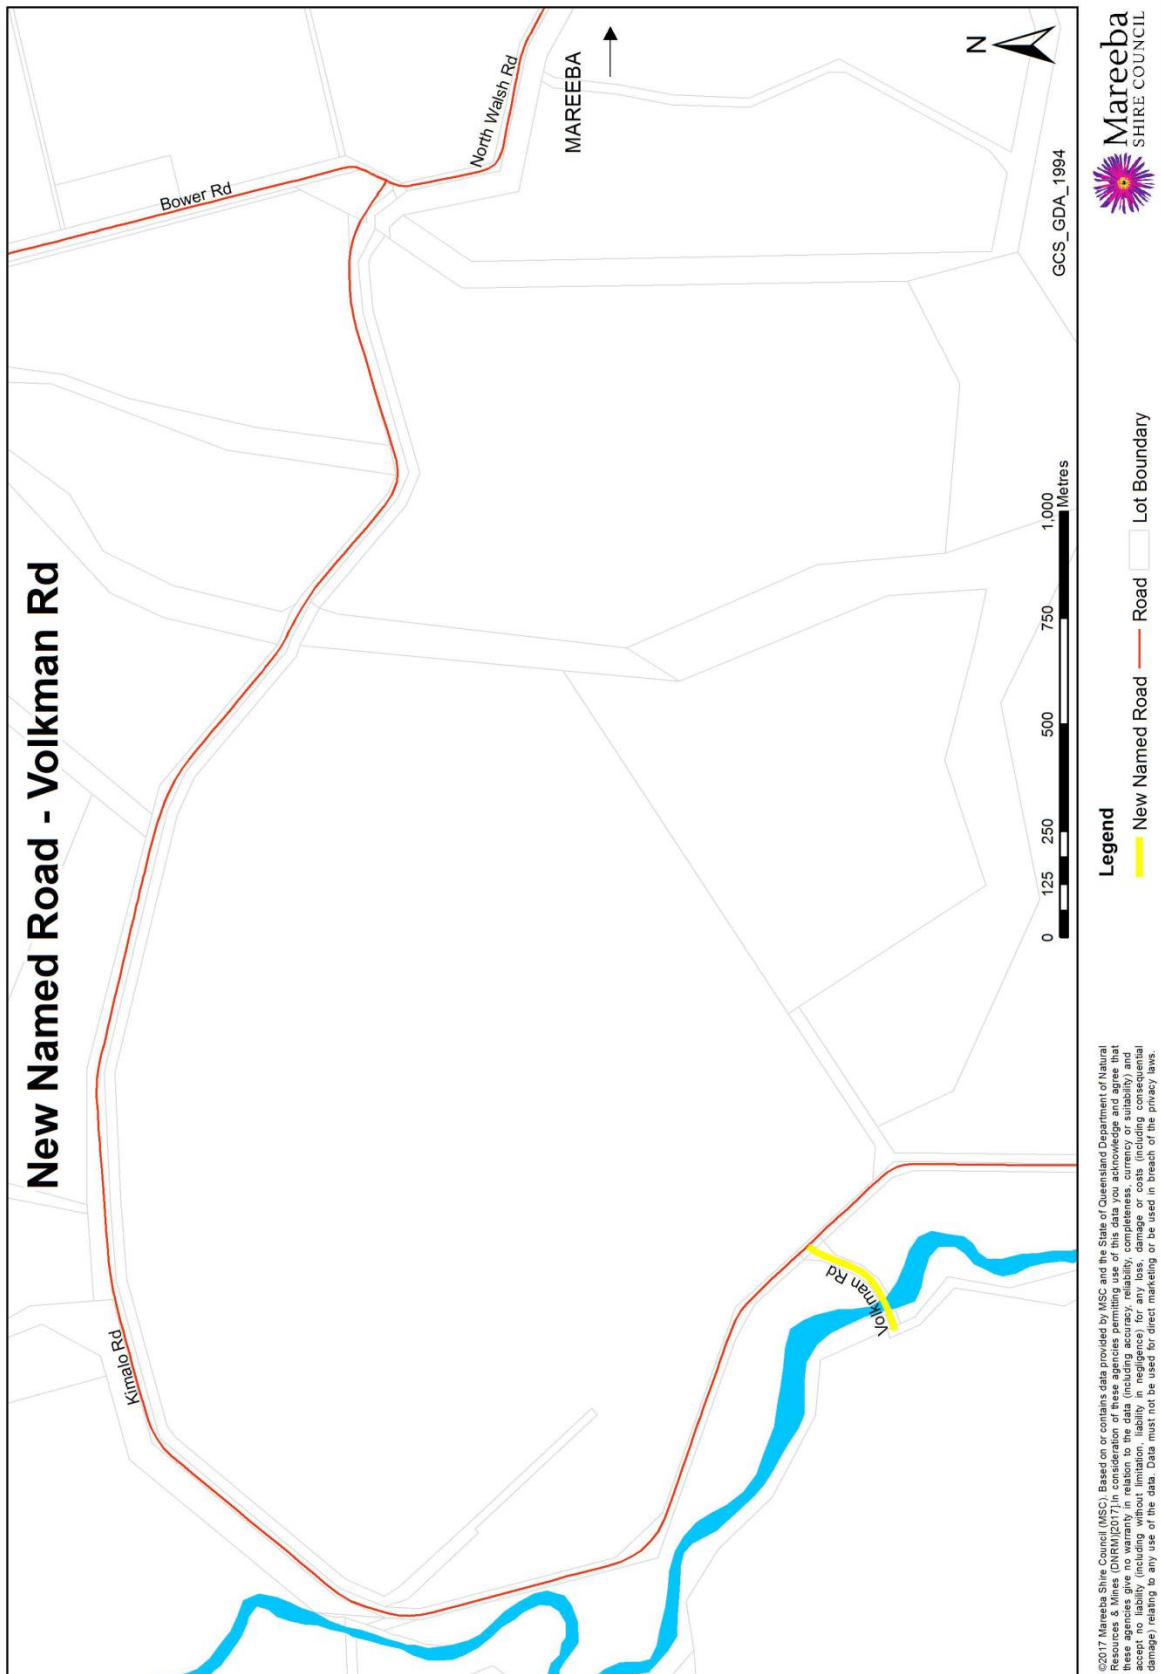 New Named Road - Volkman Rd
Bower Rd
North Walsh Rd
MAREEBA
Kimalo Rd
Volkman Rd
N
GCS_GDA_1994
0 125 250 500 750 1,000
Metres
Legend
New Named Road
Road
Lot Boundary
Mareeba
SHIRE COUNCIL
©2017 Mareeba Shire Council (MSC). Based on or contains data provided by MSC and the State of Queensland Department of Natural
Resources & Mines (DNRM)[2017].In consideration of these agencies permitting use of this data you acknowledge and agree that
these agencies give no warranty in relation to the data (including accuracy, reliability, completeness, currency or suitability) and
accept no liability (including without limitation, liability in negligence) for any loss, damage or costs (including consequential
damage) relating to any use of the data. Data must not be used for direct marketing or be used in breach of the privacy laws.